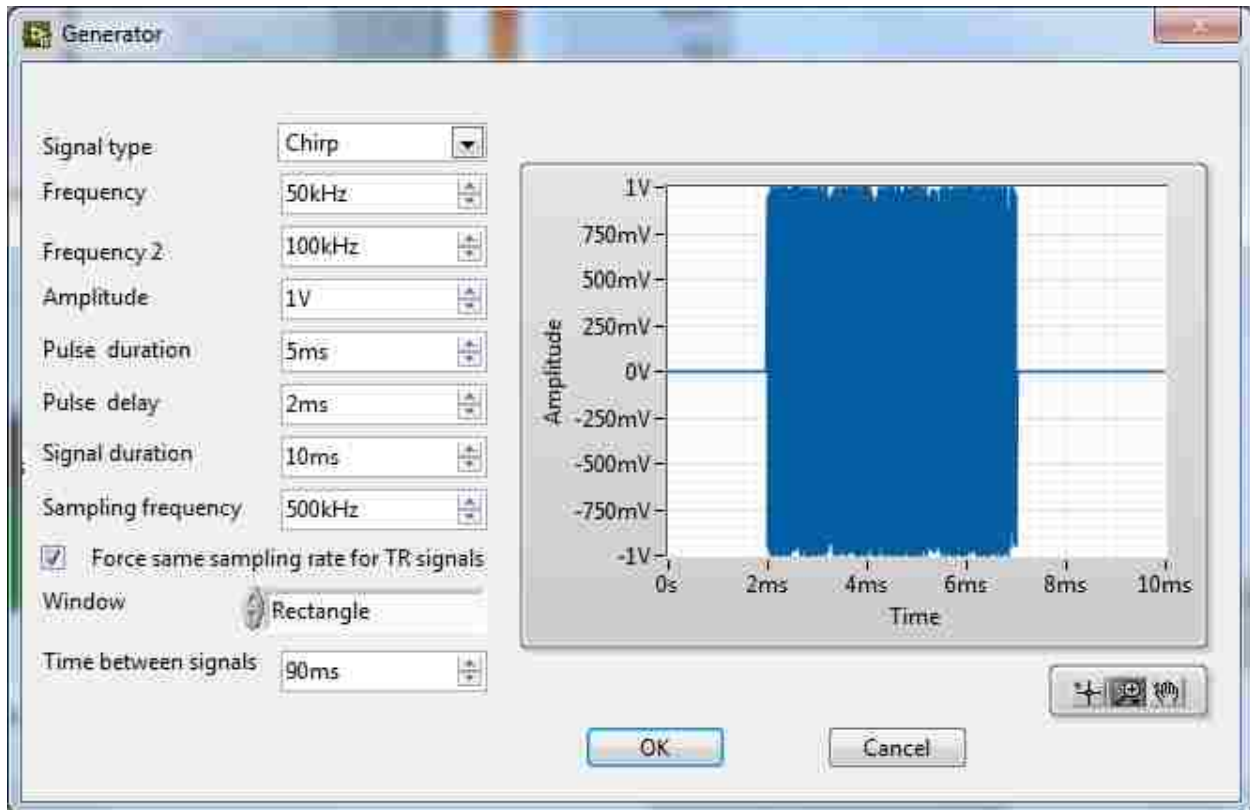 Generator
Signal type
Chirp
Frequency
50kHz
Frequency 2
100kHz
Amplitude
1V
Pulse duration
5ms
Pulse delay
2ms
Signal duration
10ms
Sampling frequency
500kHz
Force same sampling rate for TR signals
Window
Rectangle
Time between signals
90ms
Amplitude
1V
750mV
500mV
250mV
0V
-250mV
-500mV
-750mV
-1V
0s 2ms 4ms 6ms 8ms 10ms
Time
OK Cancel